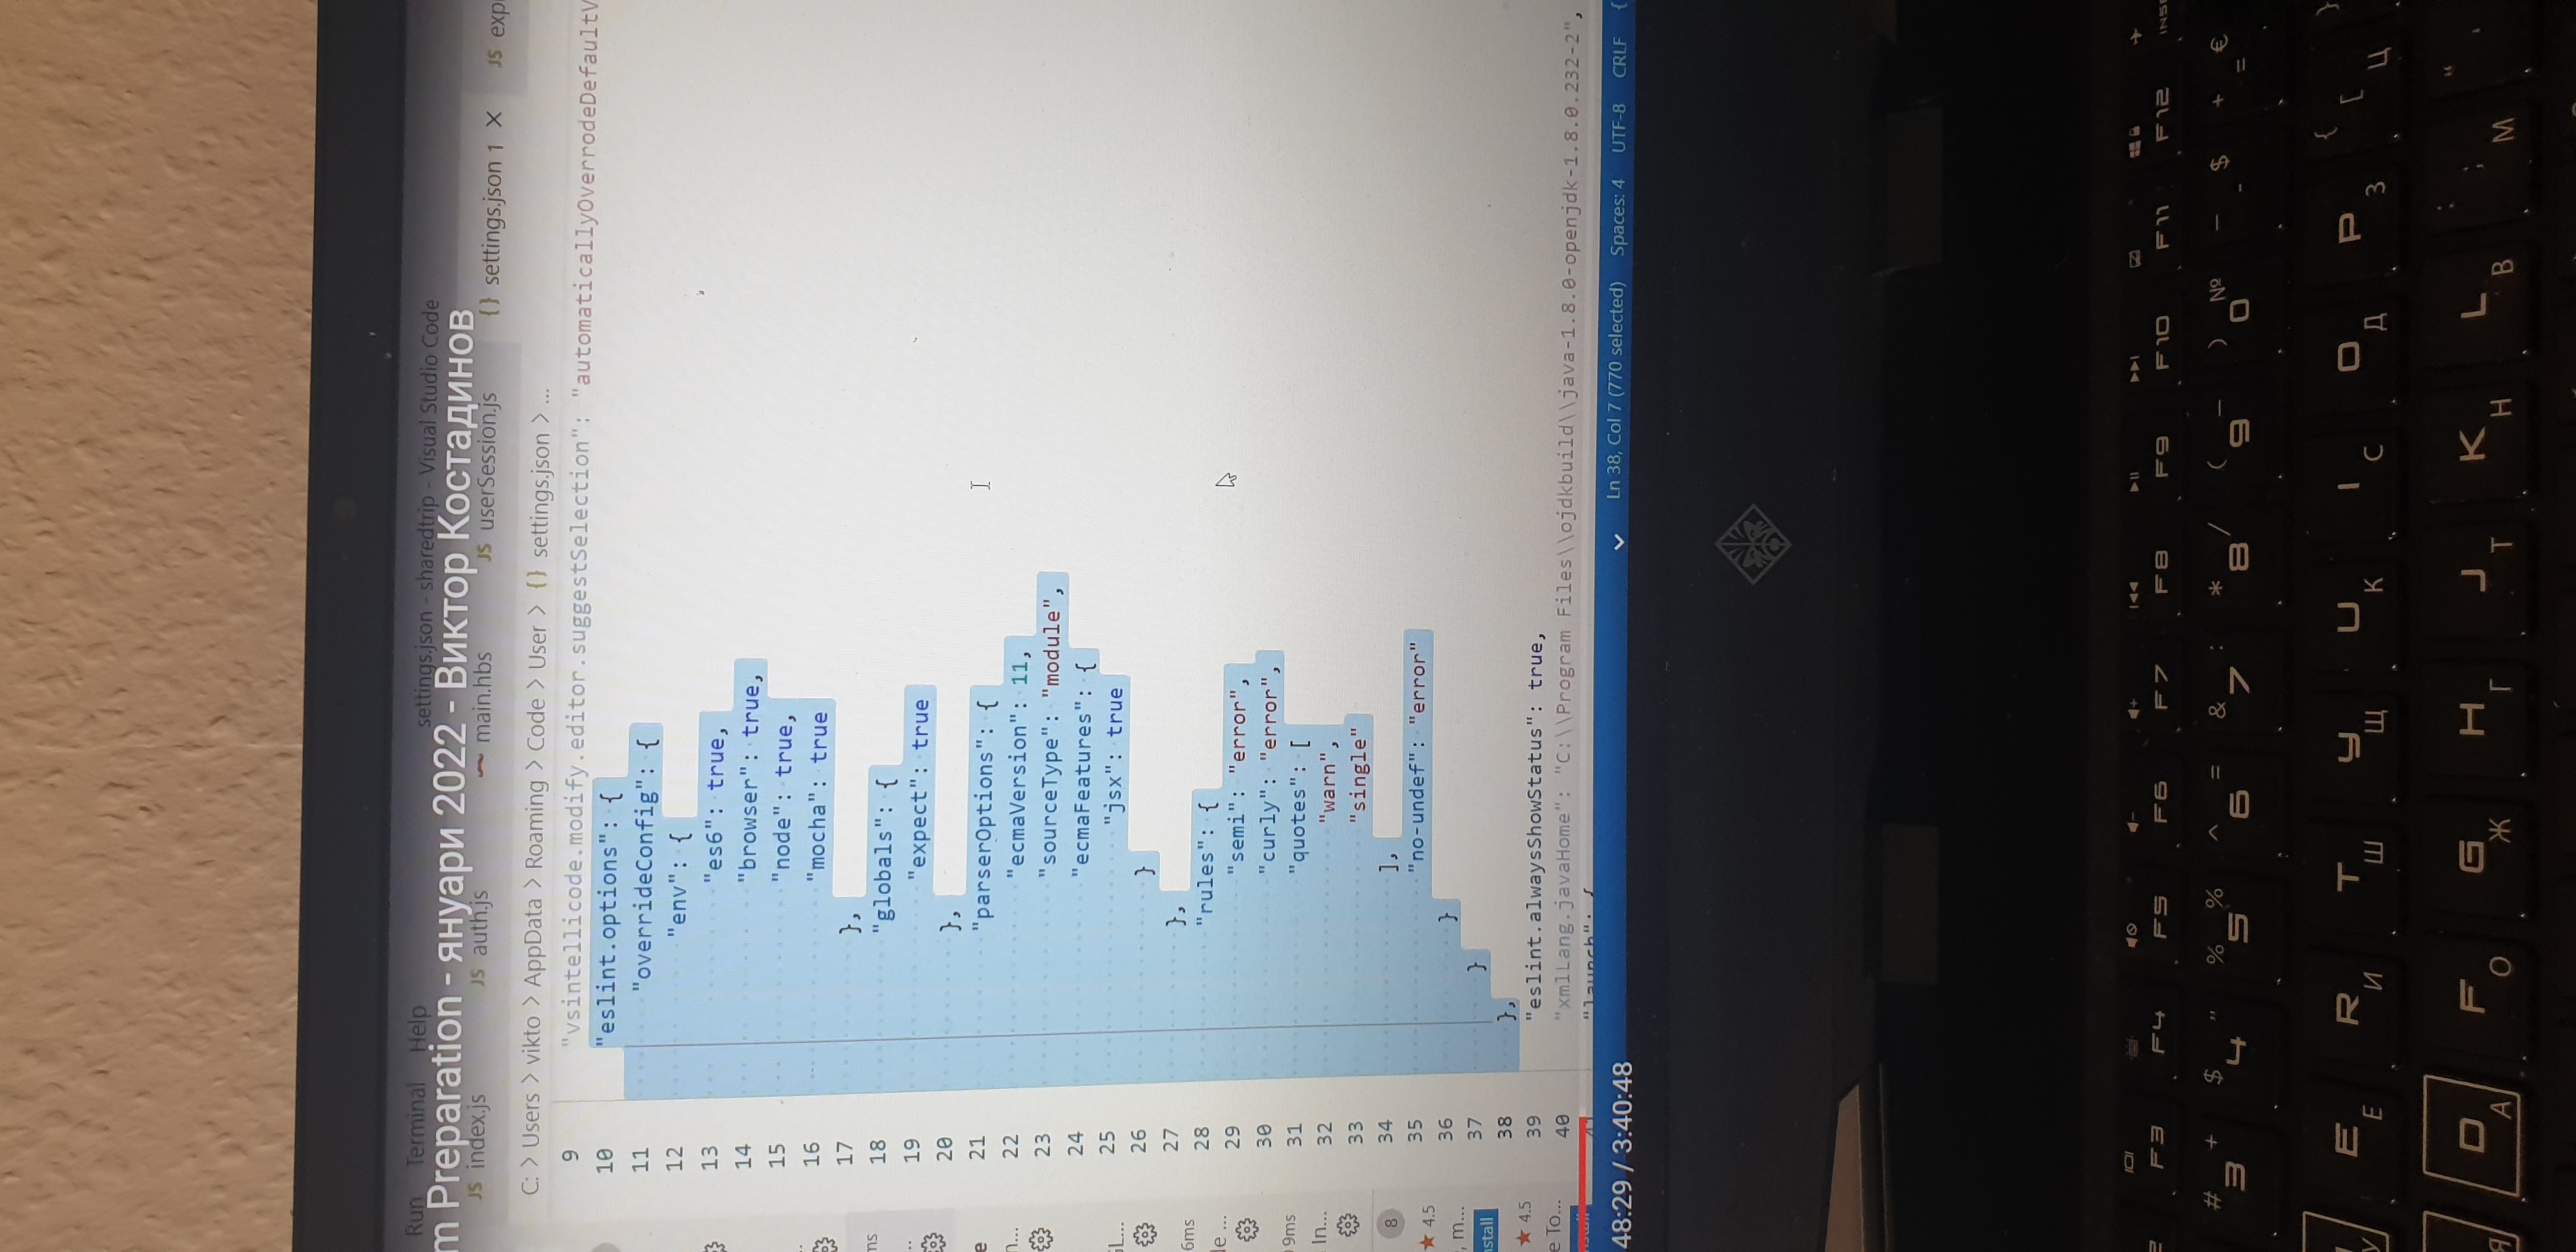 Run Terminal Help
settings.json - sharedtrip - Visual Studio Code
m Preparation - януари 2022 - Виктор Костадинов
JS index.js JS auth.js main.hbs JS userSession.js {} settings.json 1 × JS exp
C: > Users > vikto > AppData > Roaming > Code > User > {} settings.json > ...
9 "vsintellicode.modify.editor.suggestSelection": "automaticallyOverrodeDefaultV
10 "eslint.options": {
11 "overrideConfig": {
12 "env": {
13 "es6": true,
14 "browser": true,
15 "node": true,
16 "mocha": true
17 },
18 "globals": {
19 "expect": true
20 },
21 "parserOptions": {
22 "ecmaVersion": 11,
23 "sourceType": "module",
24 "ecmaFeatures": {
25 "jsx": true
26 }
27 },
28 "rules": {
29 "semi": "error",
30 "curly": "error",
31 "quotes": [
32 "warn",
33 "single"
34 ],
35 "no-undef": "error"
36 }
37 }
38 },
39 "eslint.alwaysShowStatus": true,
40 "xmlLang.javaHome": "C:\\Program Files\\ojdkbuild\\java-1.8.0-openjdk-1.8.0.232-2",
41 "launch": {
ms
e
n...
GL...
6ms
de ...
9ms
In...
8
4.5
, m...
nstall
4.5
e To...
48:29 / 3:40:48
Ln 38, Col 7 (770 selected) Spaces: 4 UTF-8 CRLF {
F3 F4 F5 F6 F7 F8 F9 F10 F11 F12 INS
# + $ " % % ^ = & : * / ( – ) № – $ + €
3 4 5 6 7 8 9 0 - =
E R T Y U I O P { [ }
У Е И Ш Щ К С Д З Ц
D F G H J K L : ; "
Я А О Ж Г Т Н В М '